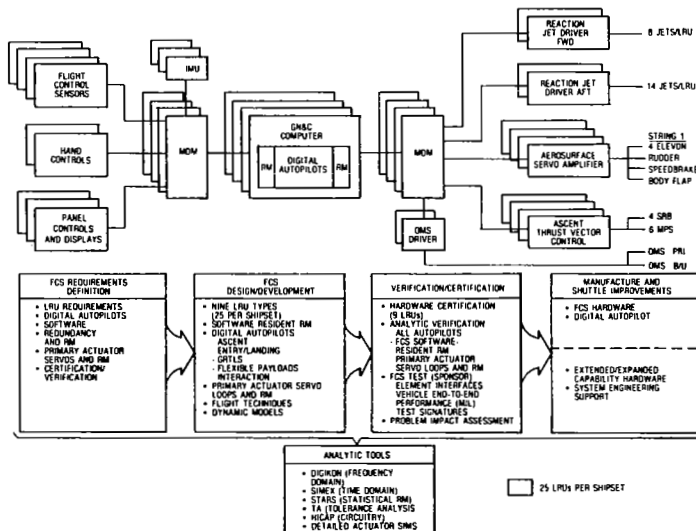 FLIGHT
CONTROL
SENSORS
HAND
CONTROLS
PANEL
CONTROLS
AND DISPLAYS
IMU
MDM
GN&C
COMPUTER
RM
DIGITAL
AUTOPILOTS
RM
MDM
OMS
DRIVER
REACTION
JET DRIVER
FWD
8 JETS/LRU
REACTION JET
DRIVER AFT
14 JETS/LRU
AEROSURFACE
SERVO AMPLIFIER
STRING 1
4 ELEVON
RUDDER
SPEEDBRAKE
BODY FLAP
ASCENT
THRUST VECTOR
CONTROL
4 SRB
6 MPS
OMS PRI
OMS B/U
FCS REQUIREMENTS
DEFINITION
• LRU REQUIREMENTS
• DIGITAL AUTOPILOTS
• SOFTWARE
• REDUNDANCY
AND RM
• PRIMARY ACTUATOR
SERVOS AND RM
• CERTIFICATION/
VERIFICATION
FCS
DESIGN/DEVELOPMENT
• NINE LRU TYPES
(25 PER SHIPSET)
• SOFTWARE RESIDENT RM
• DIGITAL AUTOPILOTS
ASCENT
ENTRY/LANDING
- GRTLS
- FLEXIBLE PAYLOADS
INTERACTION
• PRIMARY ACTUATOR SERVO
LOOPS AND RM
• FLIGHT TECHNIQUES
• DYNAMIC MODELS
VERIFICATION/CERTIFICATION
• HARDWARE CERTIFICATION
(9 LRUs)
• ANALYTIC VERIFICATION
ALL AUTOPILOTS
- FCS SOFTWARE-
RESIDENT RM
PRIMARY ACTUATOR
SERVO LOOPS AND RM
• FCS TEST (SPONSOR)
ELEMENT INTERFACES
VEHICLE END-TO-END
PERFORMANCE (MIL)
TEST SIGNATURES
• PROBLEM IMPACT ASSESSMENT
MANUFACTURE AND
SHUTTLE IMPROVEMENTS
• FCS HARDWARE
• DIGITAL AUTOPILOT
• EXTENDED/EXPANDED
CAPABILITY HARDWARE
• SYSTEM ENGINEERING
SUPPORT
ANALYTIC TOOLS
• DIGIKON (FREQUENCY
DOMAIN)
• SIMEX (TIME DOMAIN)
• STARS (STATISTICAL RM)
• TA (TOLERANCE ANALYSIS
• HICAP (CIRCUITRY)
• DETAILED ACTUATOR SIMS
25 LRUs PER SHIPSET